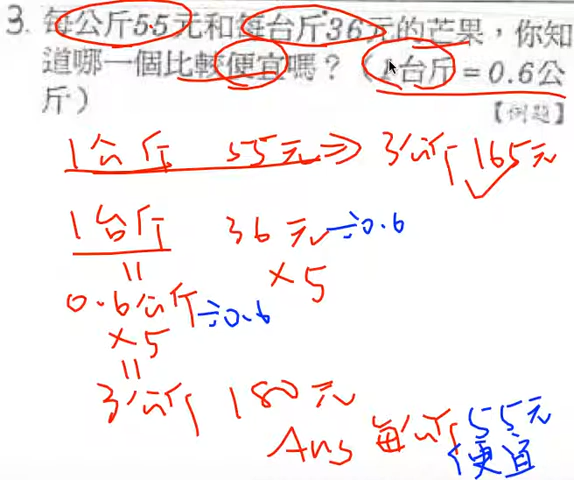 3. 每公斤55元和每台斤36元的芒果，你知
道哪一個比較便宜嗎？（1台斤=0.6公
斤）
【例題】
1公斤 55元⇒ 3公斤 165元
1台斤 36元÷0.6
=
× 5
0.6公斤÷0.6
×5
=
3公斤 180元
Ans 每公斤55元
便宜